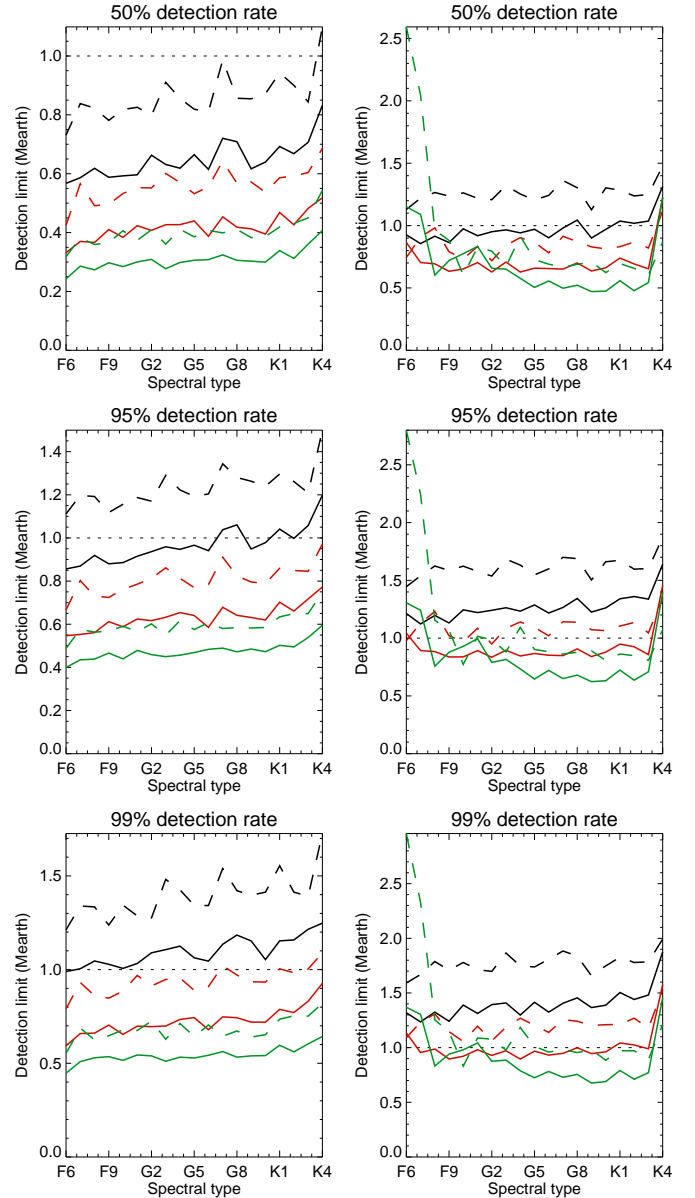 50% detection rate
Detection limit (Mearth)
1.0
0.8
0.6
0.4
0.2
0.0
F6 F9 G2 G5 G8 K1 K4
Spectral type
50% detection rate
Detection limit (Mearth)
2.5
2.0
1.5
1.0
0.5
0.0
F6 F9 G2 G5 G8 K1 K4
Spectral type
95% detection rate
Detection limit (Mearth)
1.4
1.2
1.0
0.8
0.6
0.4
0.2
0.0
F6 F9 G2 G5 G8 K1 K4
Spectral type
95% detection rate
Detection limit (Mearth)
2.5
2.0
1.5
1.0
0.5
0.0
F6 F9 G2 G5 G8 K1 K4
Spectral type
99% detection rate
Detection limit (Mearth)
1.5
1.0
0.5
0.0
F6 F9 G2 G5 G8 K1 K4
Spectral type
99% detection rate
Detection limit (Mearth)
2.5
2.0
1.5
1.0
0.5
0.0
F6 F9 G2 G5 G8 K1 K4
Spectral type